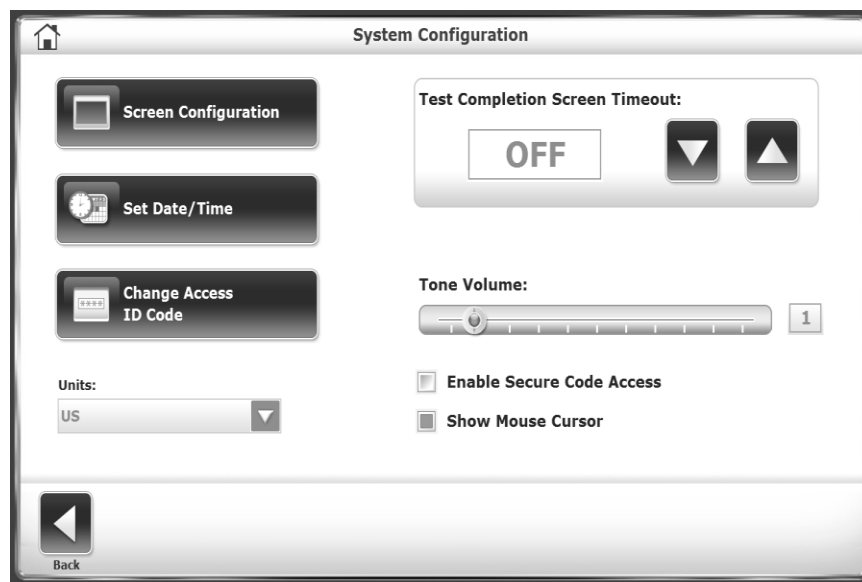 System Configuration
Screen Configuration
Set Date/Time
Change Access
ID Code
Units:
US
Test Completion Screen Timeout:
OFF
Tone Volume:
1
Enable Secure Code Access
Show Mouse Cursor
Back